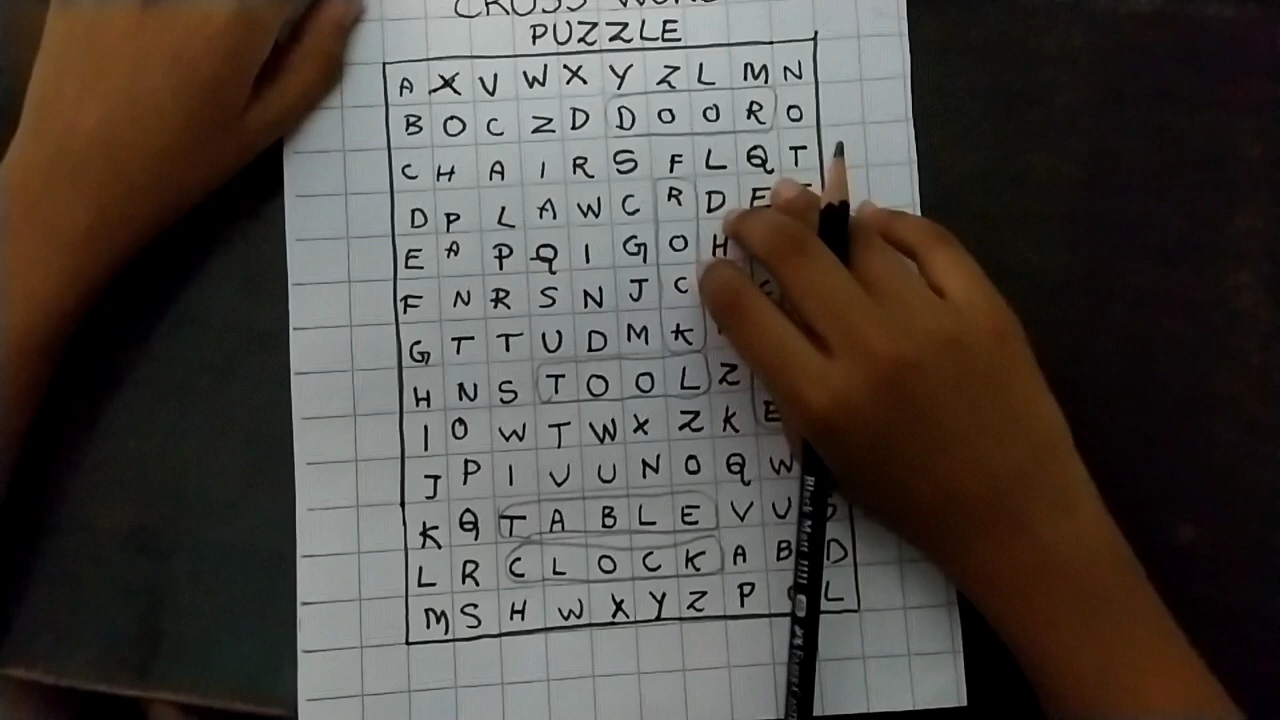 PUZZLE
A X V W X Y Z L M N
B O C Z D D O O R O
C H A I R S F L Q T
D P L A W C R D E
E A P Q I G O H
F N R S N J C
G T T U D M K
H N S T O O L Z
I O W T W X Z K E
J P I V U N O Q W
K Q T A B L E V U
L R C L O C K A B D
M S H W X Y Z P L